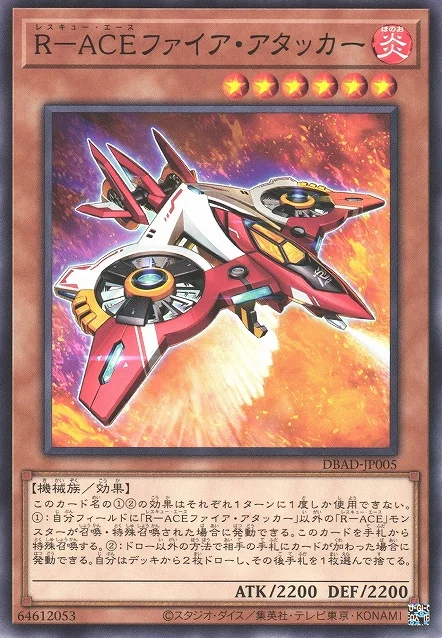 レスキュー・エース
R-ACEファイア・アタッカー
ほのお
炎
DBAD-JP005
【機械族／効果】
このカード名の①②の効果はそれぞれ１ターンに１度しか使用できない。
①：自分フィールドに「R-ACEファイア・アタッカー」以外の「R-ACE」モン
スターが召喚・特殊召喚された場合に発動できる。このカードを手札から
特殊召喚する。②：ドロー以外の方法で相手の手札にカードが加わった場合に
発動できる。自分はデッキから２枚ドローし、その後手札を１枚選んで捨てる。
ATK/2200 DEF/2200
64612053
©スタジオ・ダイス／集英社・テレビ東京・KONAMI